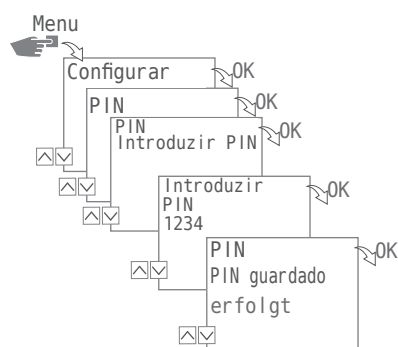 Menu
Configurar OK
PIN OK
PIN OK
Introduzir PIN
Introduzir OK
PIN
1234
PIN OK
PIN guardado
erfolgt